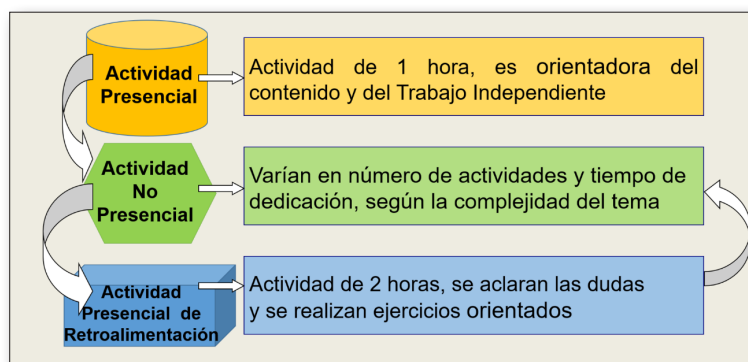 Actividad
Presencial
Actividad de 1 hora, es orientadora del
contenido y del Trabajo Independiente
Actividad
No
Presencial
Varían en número de actividades y tiempo de
dedicación, según la complejidad del tema
Actividad
Presencial de
Retroalimentación
Actividad de 2 horas, se aclaran las dudas
y se realizan ejercicios orientados